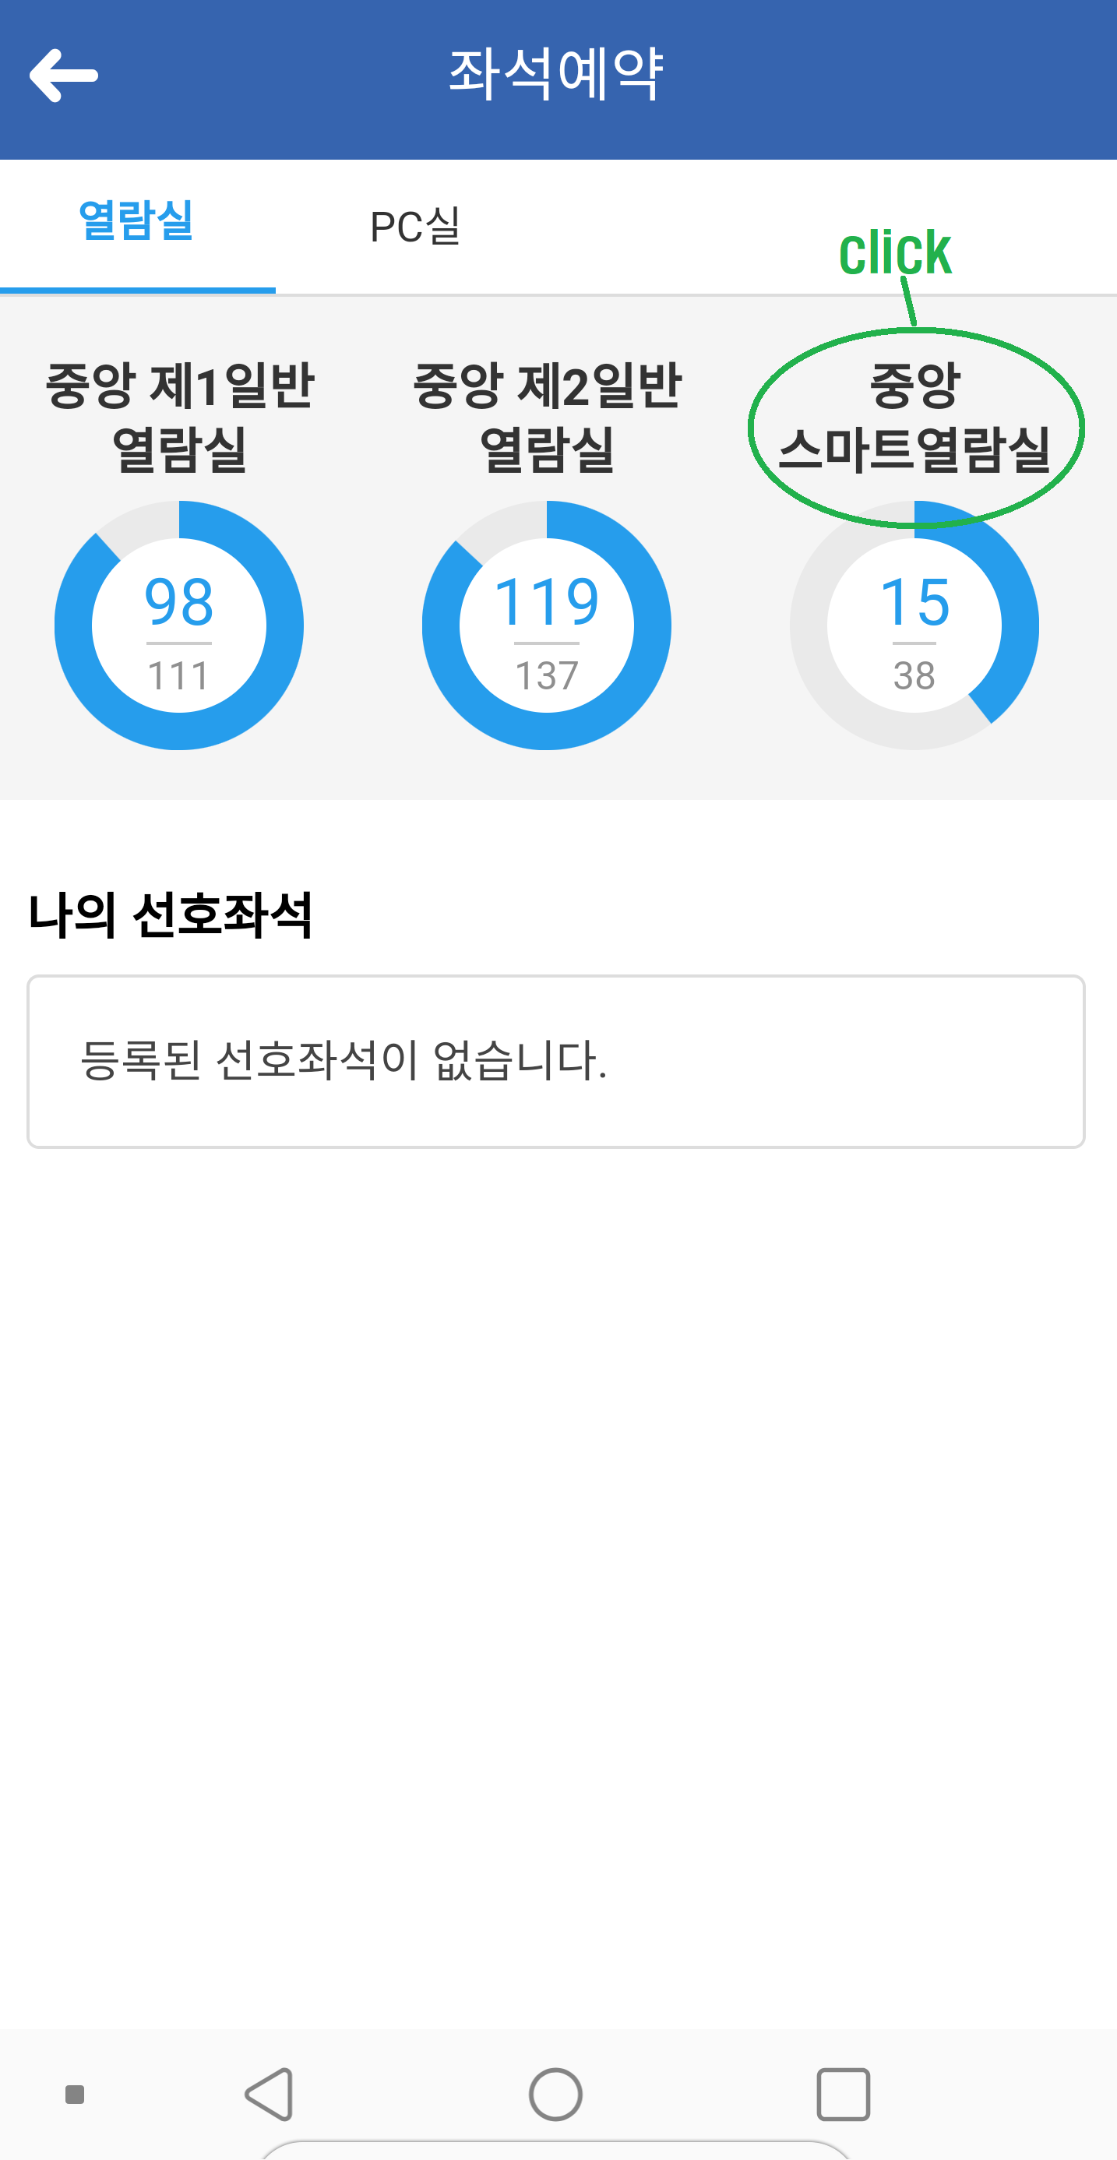 좌석예약
열람실
PC실
click
중앙 제1일반
열람실
중앙 제2일반
열람실
중앙
스마트열람실
98
111
119
137
15
38
나의 선호좌석
등록된 선호좌석이 없습니다.